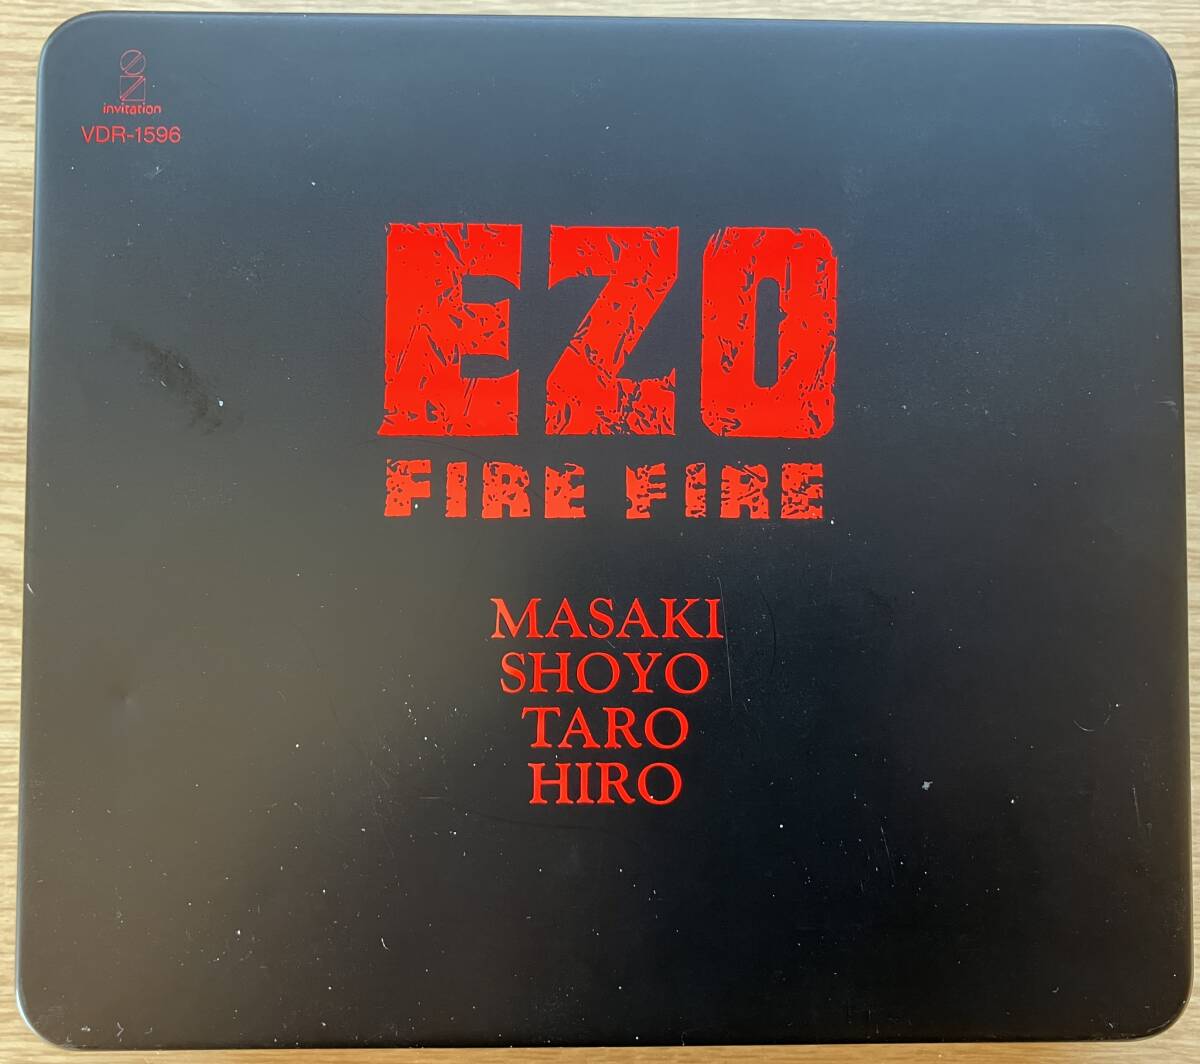 invitation
VDR-1596
EZO
FIRE FIRE
MASAKI
SHOYO
TARO
HIRO